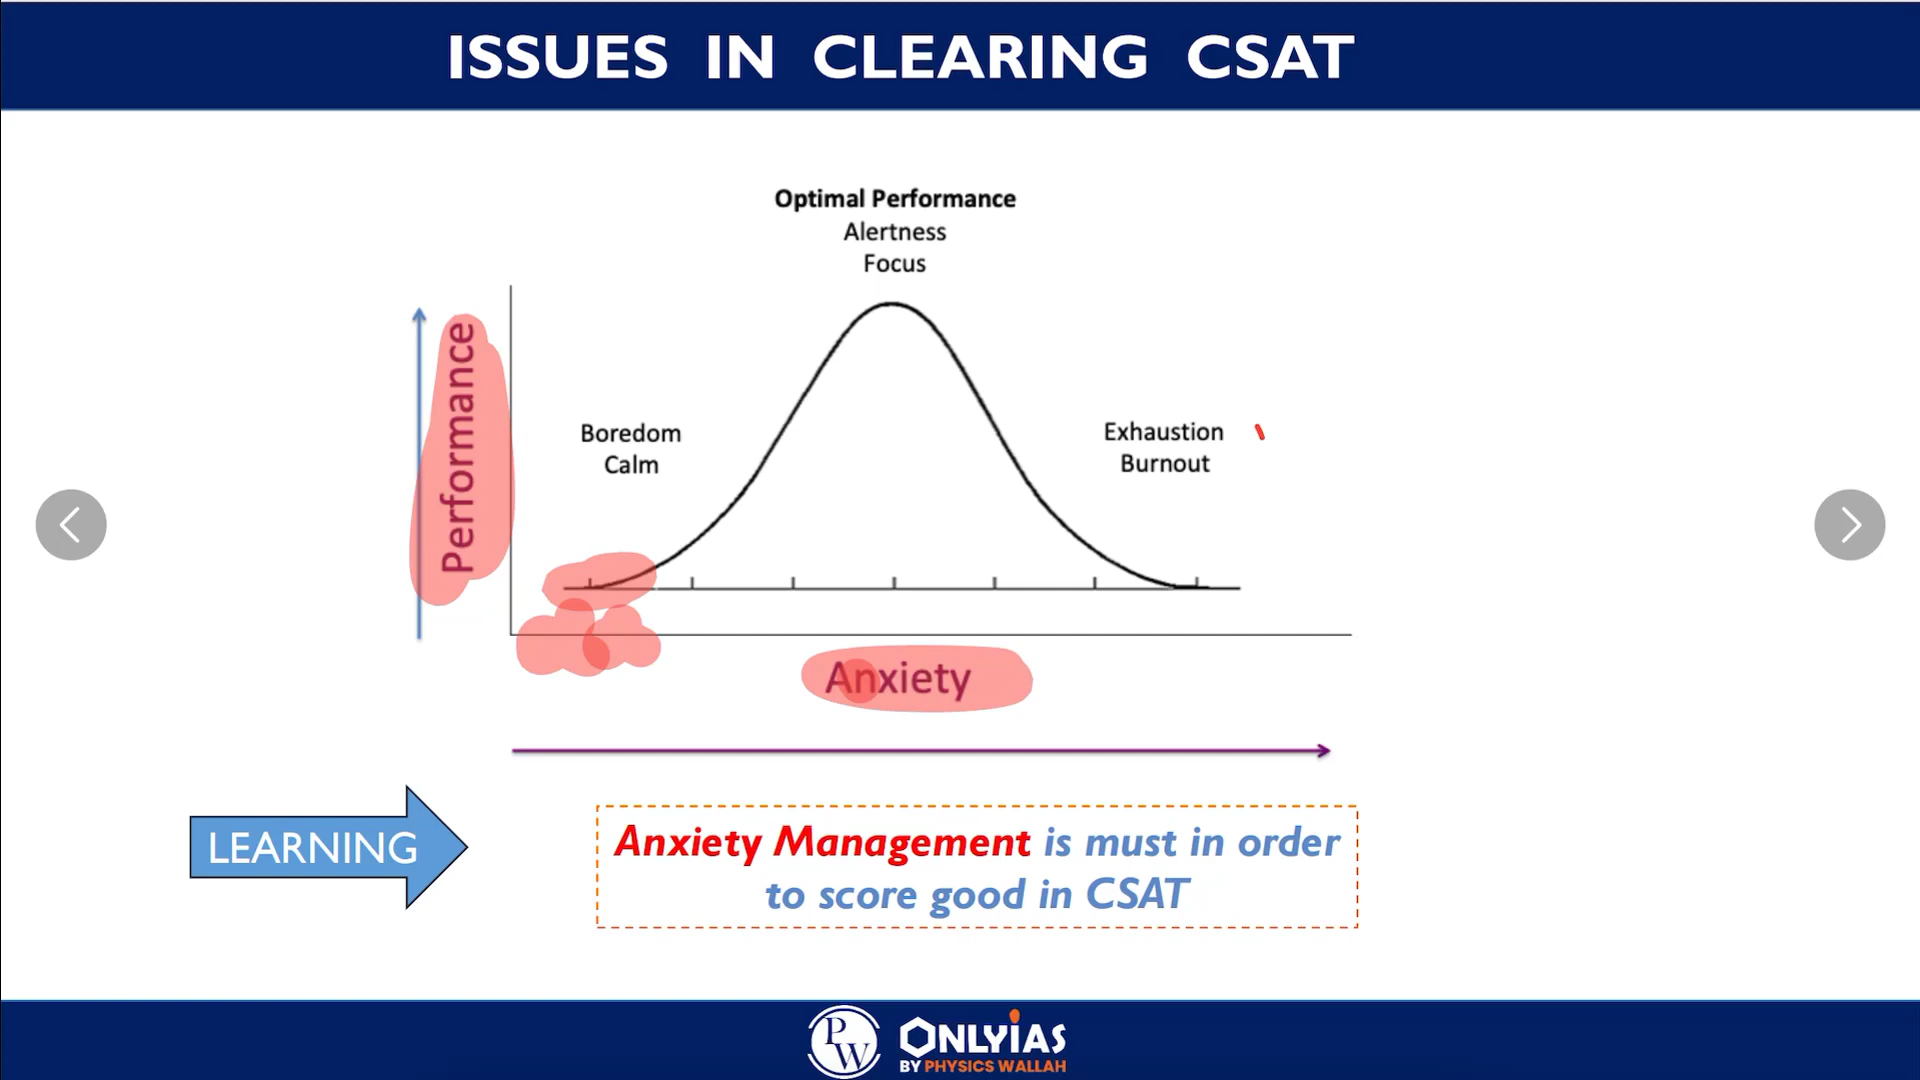 ISSUES IN CLEARING CSAT
Optimal Performance
Alertness
Focus
Performance
Boredom
Calm
Exhaustion
Burnout
Anxiety
LEARNING
Anxiety Management is must in order
to score good in CSAT
PW
ONLYiAS
BY PHYSICS WALLAH